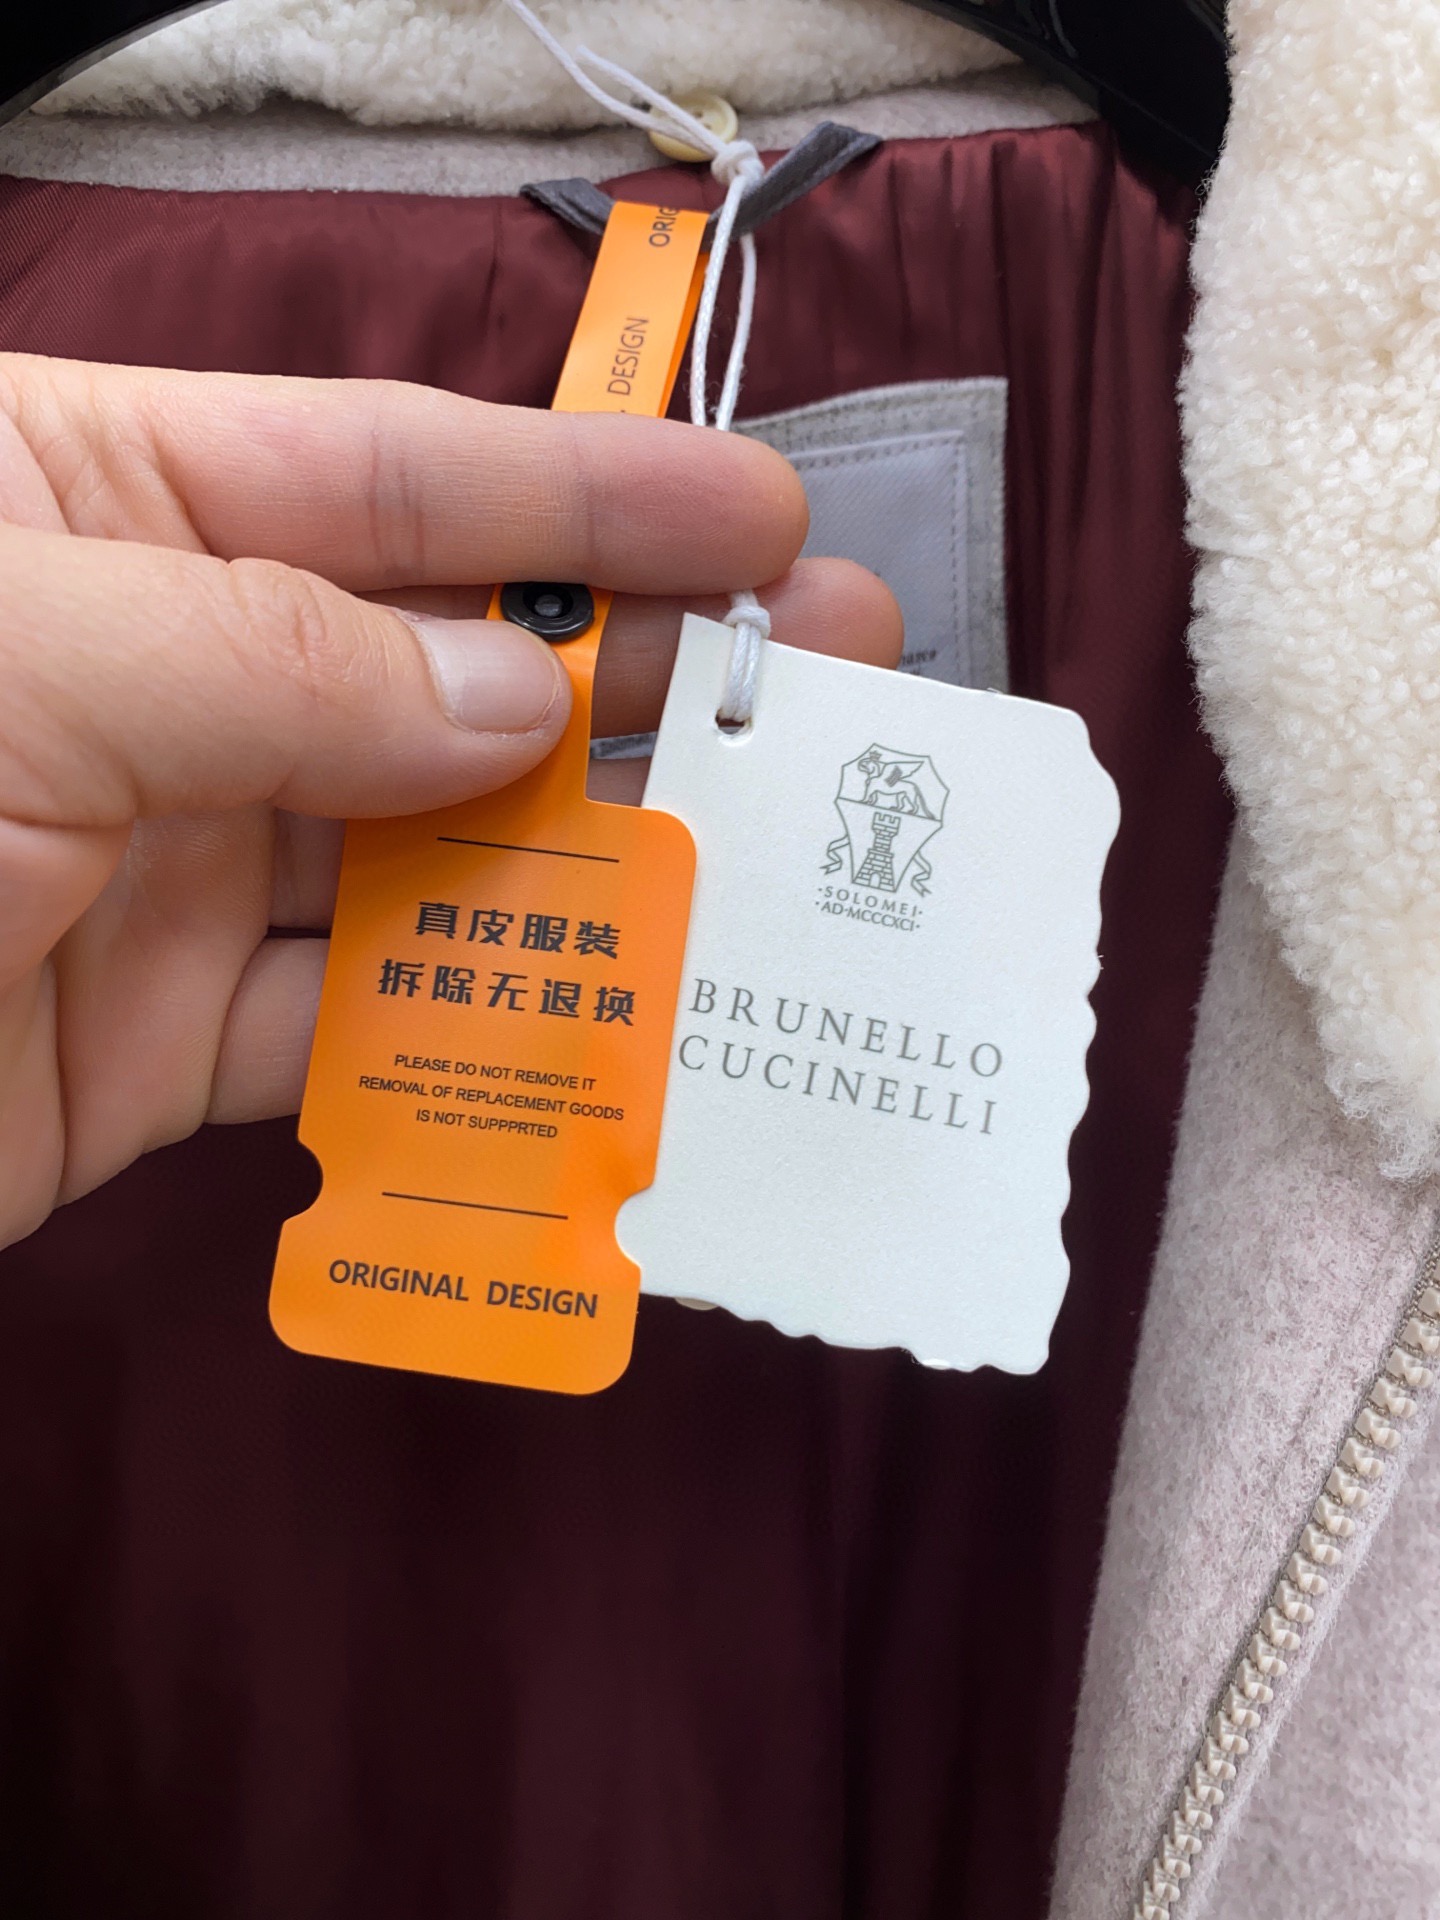 ORIG
DESIGN
真皮服装
拆除无退换
PLEASE DO NOT REMOVE IT
REMOVAL OF REPLACEMENT GOODS
IS NOT SUPPPRTED
ORIGINAL DESIGN
·SOLOMEI·
·AD·MCCCXCI·
BRUNELLO
CUCINELLI